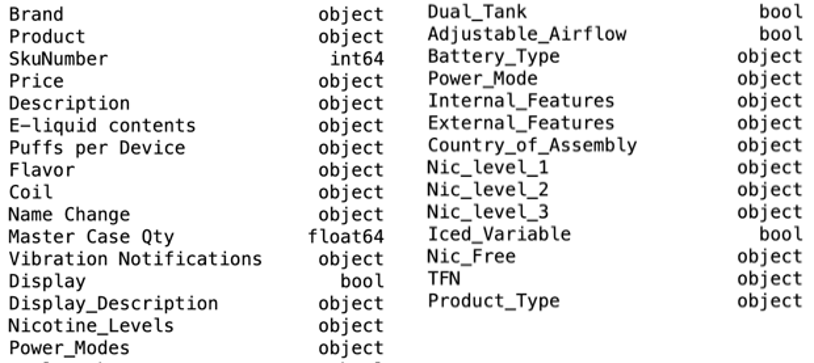 Brand object
Product object
SkuNumber int64
Price object
Description object
E-liquid contents object
Puffs per Device object
Flavor object
Coil object
Name Change object
Master Case Qty float64
Vibration Notifications object
Display bool
Display_Description object
Nicotine_Levels object
Power_Modes object
Dual_Tank bool
Adjustable_Airflow bool
Battery_Type object
Power_Mode object
Internal_Features object
External_Features object
Country_of_Assembly object
Nic_level_1 object
Nic_level_2 object
Nic_level_3 object
Iced_Variable bool
Nic_Free object
TFN object
Product_Type object